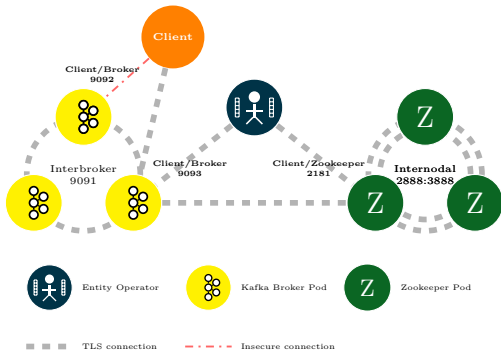 Client
Client/Broker
9092
Z
Interbroker
9091
Client/Broker
9093
Client/Zookeeper
2181
Internodal
2888:3888
Z
Z
Entity Operator
Kafka Broker Pod
Z
Zookeeper Pod
TLS connection
Insecure connection